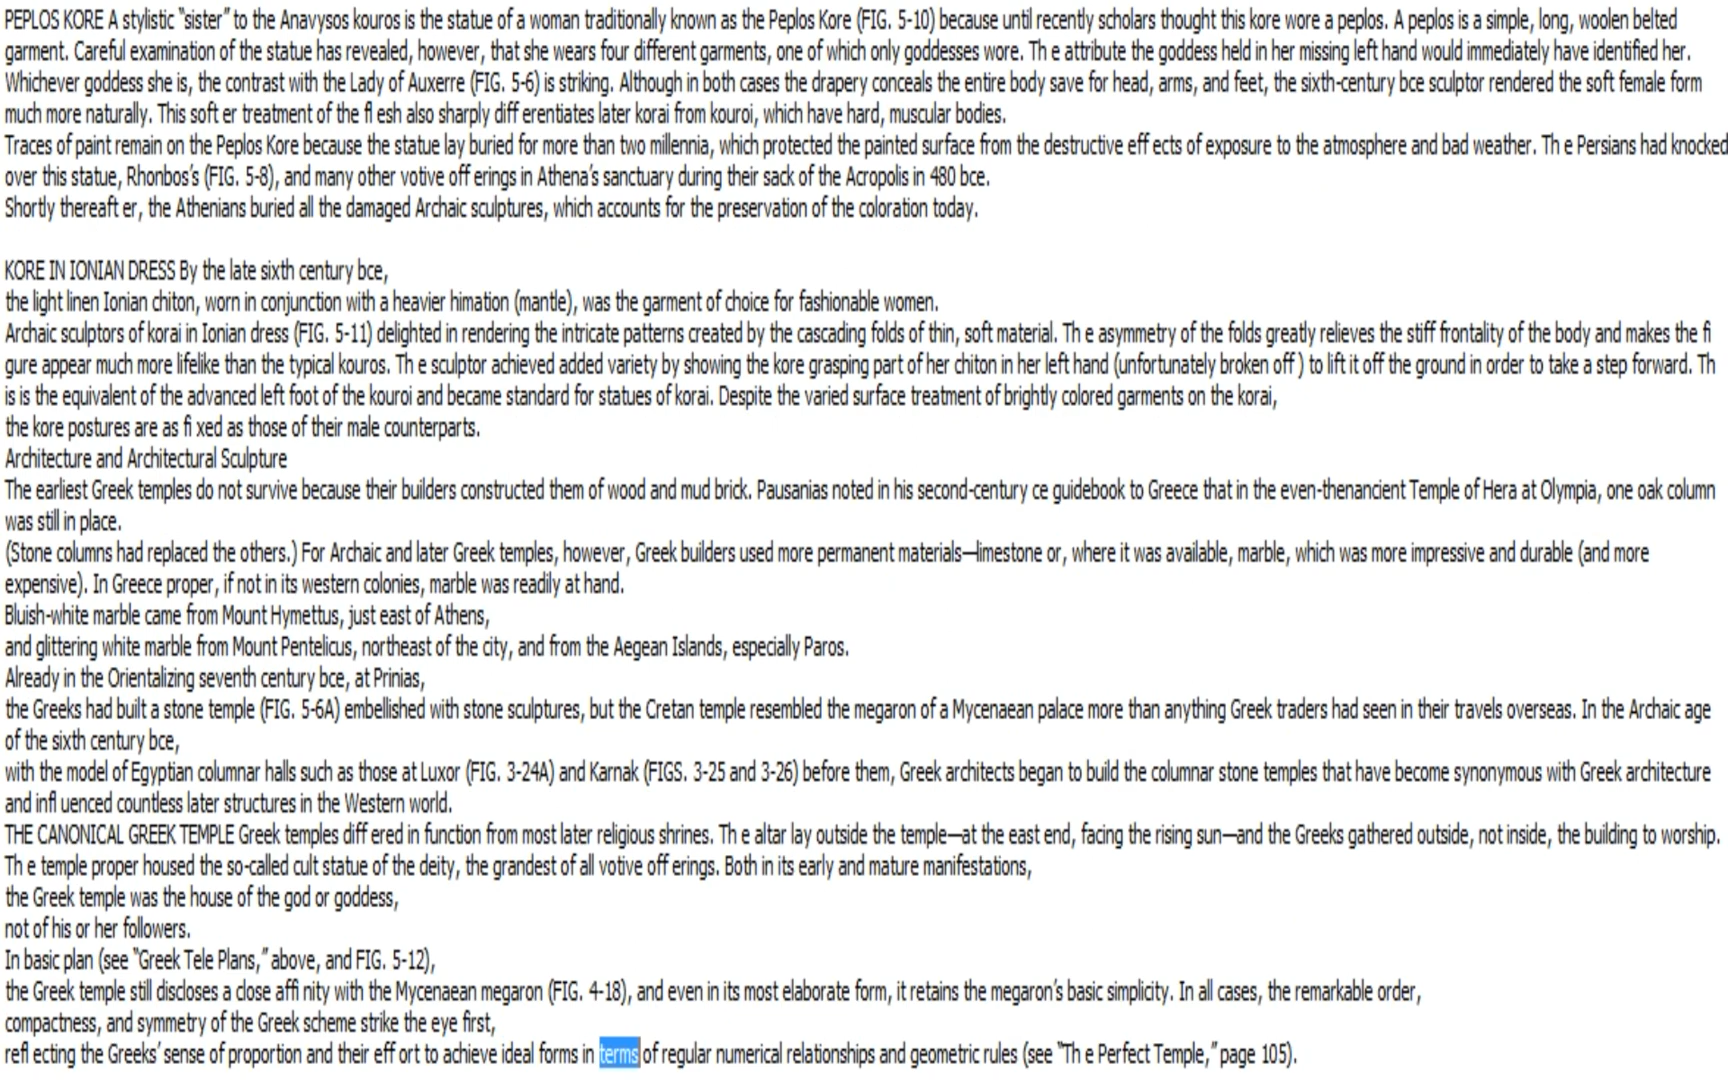 PEPLOS KORE A stylistic “sister” to the Anavysos kouros is the statue of a woman traditionally known as the Peplos Kore (FIG. 5-10) because until recently scholars thought this kore wore a peplos. A peplos is a simple, long, woolen belted
garment. Careful examination of the statue has revealed, however, that she wears four different garments, one of which only goddesses wore. Th e attribute the goddess held in her missing left hand would immediately have identified her.
Whichever goddess she is, the contrast with the Lady of Auxerre (FIG. 5-6) is striking. Although in both cases the drapery conceals the entire body save for head, arms, and feet, the sixth-century bce sculptor rendered the soft female form
much more naturally. This soft er treatment of the fl esh also sharply diff erentiates later korai from kouroi, which have hard, muscular bodies.
Traces of paint remain on the Peplos Kore because the statue lay buried for more than two millennia, which protected the painted surface from the destructive eff ects of exposure to the atmosphere and bad weather. Th e Persians had knocked
over this statue, Rhonbos’s (FIG. 5-8), and many other votive off erings in Athena’s sanctuary during their sack of the Acropolis in 480 bce.
Shortly thereaft er, the Athenians buried all the damaged Archaic sculptures, which accounts for the preservation of the coloration today.
KORE IN IONIAN DRESS By the late sixth century bce,
the light linen Ionian chiton, worn in conjunction with a heavier himation (mantle), was the garment of choice for fashionable women.
Archaic sculptors of korai in Ionian dress (FIG. 5-11) delighted in rendering the intricate patterns created by the cascading folds of thin, soft material. Th e asymmetry of the folds greatly relieves the stiff frontality of the body and makes the fi
gure appear much more lifelike than the typical kouros. Th e sculptor achieved added variety by showing the kore grasping part of her chiton in her left hand (unfortunately broken off ) to lift it off the ground in order to take a step forward. Th
is is the equivalent of the advanced left foot of the kouroi and became standard for statues of korai. Despite the varied surface treatment of brightly colored garments on the korai,
the kore postures are as fi xed as those of their male counterparts.
Architecture and Architectural Sculpture
The earliest Greek temples do not survive because their builders constructed them of wood and mud brick. Pausanias noted in his second-century ce guidebook to Greece that in the even-thenancient Temple of Hera at Olympia, one oak column
was still in place.
(Stone columns had replaced the others.) For Archaic and later Greek temples, however, Greek builders used more permanent materials—limestone or, where it was available, marble, which was more impressive and durable (and more
expensive). In Greece proper, if not in its western colonies, marble was readily at hand.
Bluish-white marble came from Mount Hymettus, just east of Athens,
and glittering white marble from Mount Pentelicus, northeast of the city, and from the Aegean Islands, especially Paros.
Already in the Orientalizing seventh century bce, at Prinias,
the Greeks had built a stone temple (FIG. 5-6A) embellished with stone sculptures, but the Cretan temple resembled the megaron of a Mycenaean palace more than anything Greek traders had seen in their travels overseas. In the Archaic age
of the sixth century bce,
with the model of Egyptian columnar halls such as those at Luxor (FIG. 3-24A) and Karnak (FIGS. 3-25 and 3-26) before them, Greek architects began to build the columnar stone temples that have become synonymous with Greek architecture
and infl uenced countless later structures in the Western world.
THE CANONICAL GREEK TEMPLE Greek temples diff ered in function from most later religious shrines. Th e altar lay outside the temple—at the east end, facing the rising sun—and the Greeks gathered outside, not inside, the building to worship.
Th e temple proper housed the so-called cult statue of the deity, the grandest of all votive off erings. Both in its early and mature manifestations,
the Greek temple was the house of the god or goddess,
not of his or her followers.
In basic plan (see “Greek Tele Plans,” above, and FIG. 5-12),
the Greek temple still discloses a close affi nity with the Mycenaean megaron (FIG. 4-18), and even in its most elaborate form, it retains the megaron’s basic simplicity. In all cases, the remarkable order,
compactness, and symmetry of the Greek scheme strike the eye first,
refl ecting the Greeks’ sense of proportion and their eff ort to achieve ideal forms in terms of regular numerical relationships and geometric rules (see “Th e Perfect Temple,” page 105).